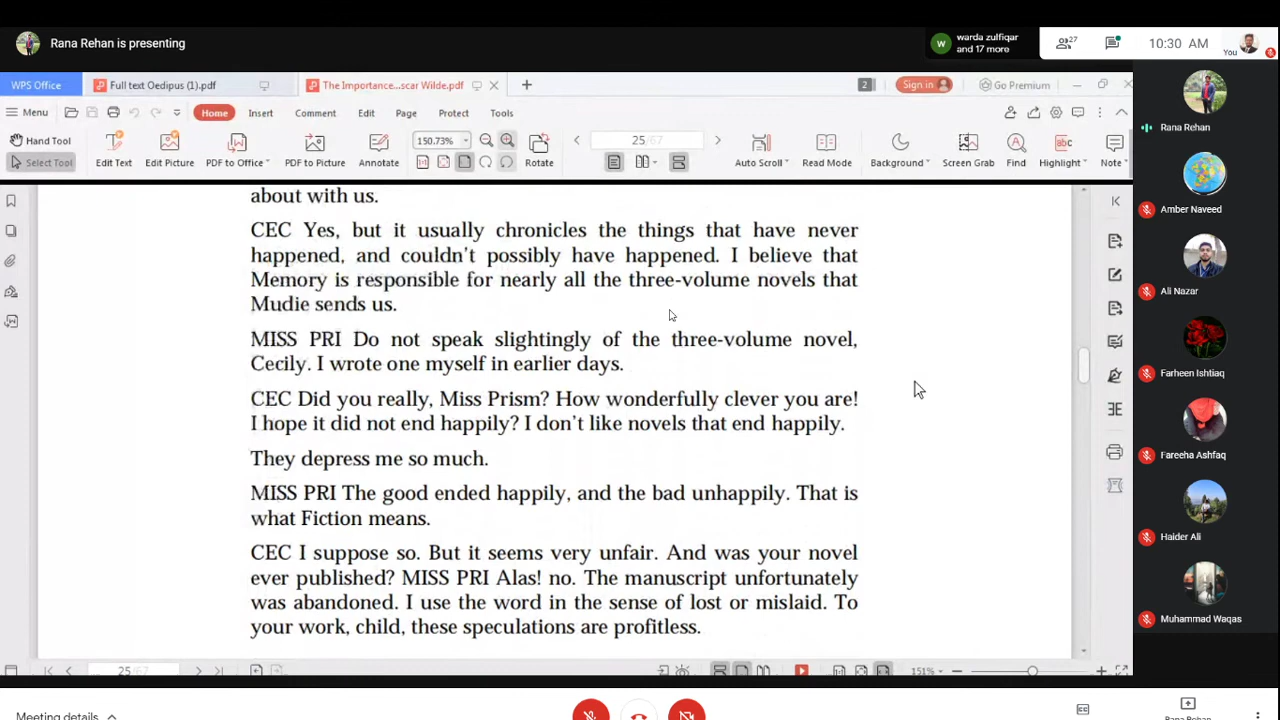 Rana Rehan is presenting
W warda zulfiqar
and 17 more
27
10:30 AM
You
WPS Office
Full text Oedipus (1).pdf
The Importance...scar Wilde.pdf
2
Sign in
Go Premium
Menu
Home
Insert
Comment
Edit
Page
Protect
Tools
Hand Tool
Select Tool
Edit Text
Edit Picture
PDF to Office
PDF to Picture
Annotate
150.73%
Rotate
25/67
Auto Scroll
Read Mode
Background
Screen Grab
Find
Highlight
Note
about with us.
CEC Yes, but it usually chronicles the things that have never
happened, and couldn't possibly have happened. I believe that
Memory is responsible for nearly all the three-volume novels that
Mudie sends us.
MISS PRI Do not speak slightingly of the three-volume novel,
Cecily. I wrote one myself in earlier days.
CEC Did you really, Miss Prism? How wonderfully clever you are!
I hope it did not end happily? I don't like novels that end happily.
They depress me so much.
MISS PRI The good ended happily, and the bad unhappily. That is
what Fiction means.
CEC I suppose so. But it seems very unfair. And was your novel
ever published? MISS PRI Alas! no. The manuscript unfortunately
was abandoned. I use the word in the sense of lost or mislaid. To
your work, child, these speculations are profitless.
25/67
151%
Rana Rehan
Amber Naveed
Ali Nazar
Farheen Ishtiaq
Fareeha Ashfaq
Haider Ali
Muhammad Waqas
Meeting details
CC
Rana Rehan